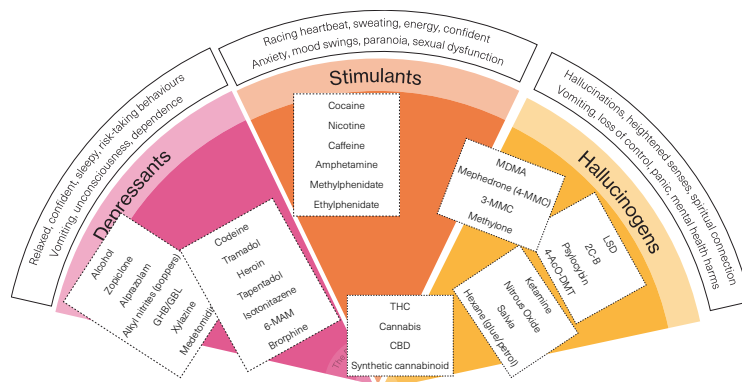 Relaxed, confident, sleepy, risk-taking behaviours
Vomiting, unconsciousness, dependence
Depressants
Alcohol
Zopiclone
Alprazolam
Alkyl nitrites (poppers)
GHB/GBL
Xylazine
Medetomidi
Codeine
Tramadol
Heroin
Tapentadol
Isotonitazene
6-MAM
Brorphine
Racing heartbeat, sweating, energy, confident
Anxiety, mood swings, paranoia, sexual dysfunction
Stimulants
Cocaine
Nicotine
Caffeine
Amphetamine
Methylphenidate
Ethylphenidate
Hallucinations, heightened senses, spiritual connection
Vomiting, loss of control, panic, mental health harms
Hallucinogens
MDMA
Mephedrone (4-MMC)
3-MMC
Methylone
LSD
2C-B
Psylocybin
4-AcO-DMT
Ketamine
Nitrous Oxide
Salvia
Hexane (glue/petrol)
THC
Cannabis
CBD
Synthetic cannabinoid